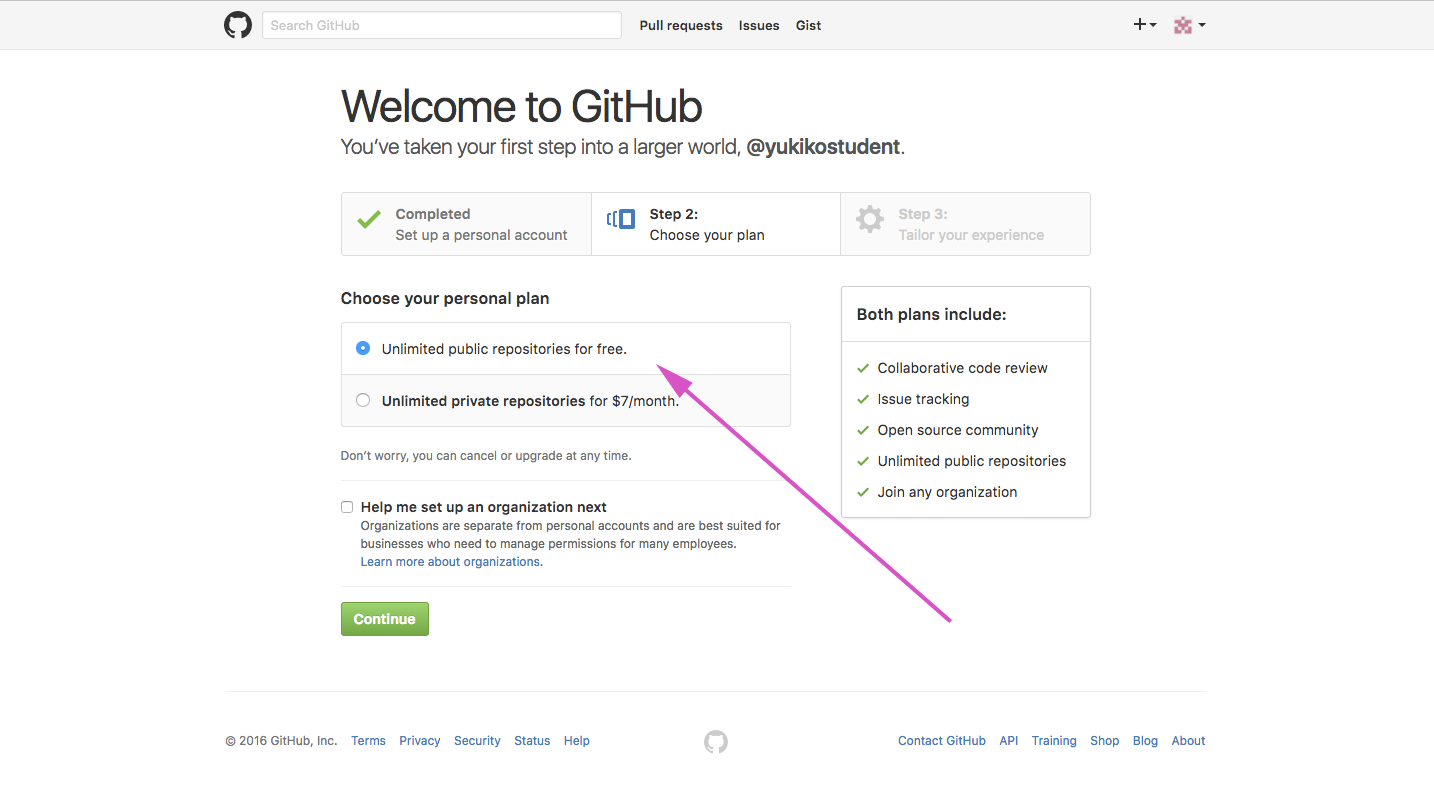 Search GitHub Pull requests Issues Gist
Welcome to GitHub
You’ve taken your first step into a larger world, @yukikostudent.
Completed
Set up a personal account
Step 2:
Choose your plan
Step 3:
Tailor your experience
Choose your personal plan
Unlimited public repositories for free.
Unlimited private repositories for $7/month.
Don’t worry, you can cancel or upgrade at any time.
Help me set up an organization next
Organizations are separate from personal accounts and are best suited for
businesses who need to manage permissions for many employees.
Learn more about organizations.
Continue
Both plans include:
Collaborative code review
Issue tracking
Open source community
Unlimited public repositories
Join any organization
© 2016 GitHub, Inc. Terms Privacy Security Status Help Contact GitHub API Training Shop Blog About